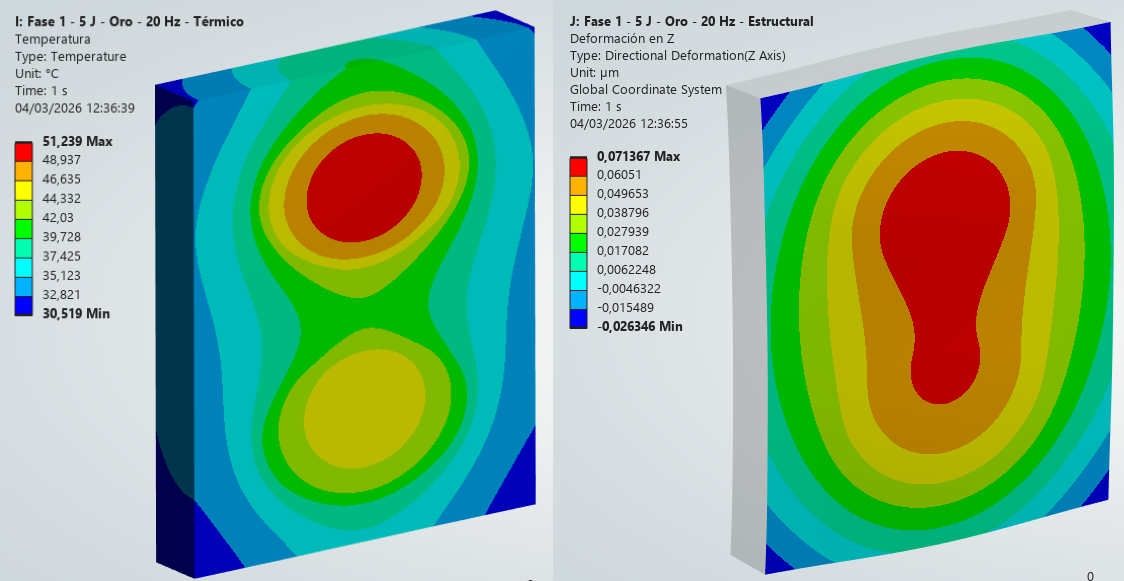 I: Fase 1 - 5 J - Oro - 20 Hz - Térmico
Temperatura
Type: Temperature
Unit: °C
Time: 1 s
04/03/2026 12:36:39
51,239 Max
48,937
46,635
44,332
42,03
39,728
37,425
35,123
32,821
30,519 Min
J: Fase 1 - 5 J - Oro - 20 Hz - Estructural
Deformación en Z
Type: Directional Deformation(Z Axis)
Unit: µm
Global Coordinate System
Time: 1 s
04/03/2026 12:36:55
0,071367 Max
0,06051
0,049653
0,038796
0,027939
0,017082
0,0062248
-0,0046322
-0,015489
-0,026346 Min
0